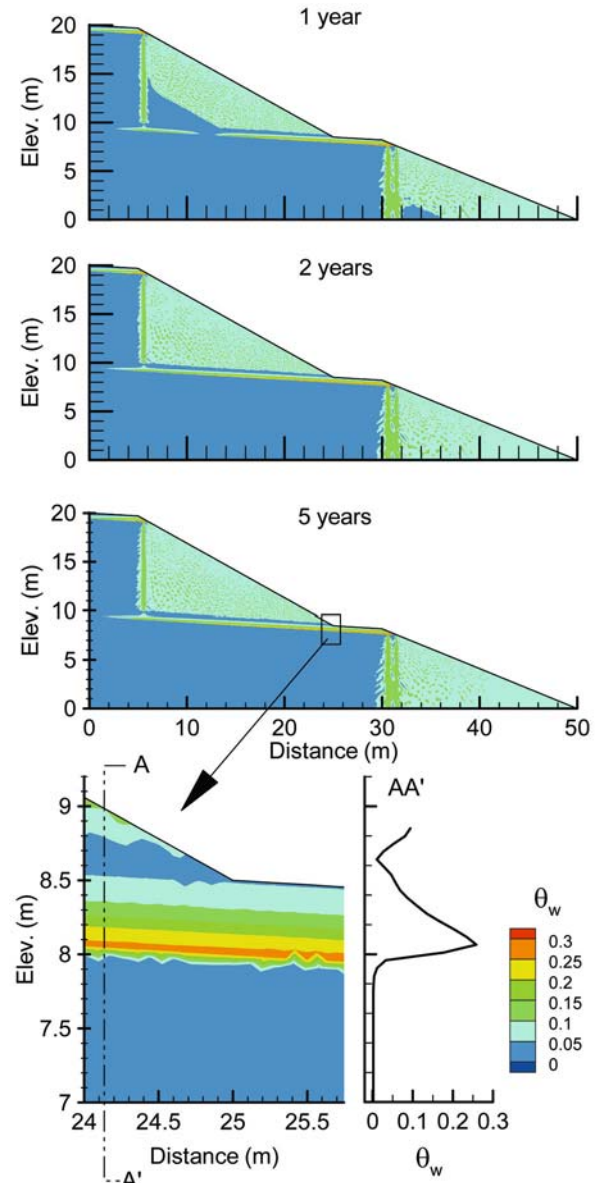 1 year
20
15
10
5
0
Elev. (m)
2 years
20
15
10
5
0
Elev. (m)
5 years
20
15
10
5
0
Elev. (m)
0 10 20 30 40 50
Distance (m)
A
AA'
9
8.5
8
7.5
7
Elev. (m)
24 24.5 25 25.5
Distance (m)
A'
0 0.1 0.2 0.3
θw
θw
0.3
0.25
0.2
0.15
0.1
0.05
0